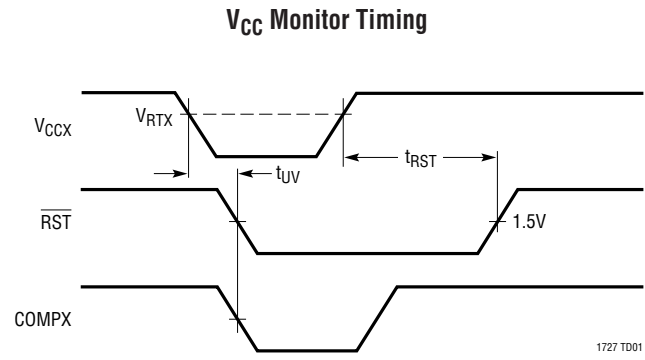 VCC Monitor Timing
VCCX
VRTX
tRST
tUV
RST
1.5V
COMPX
1727 TD01